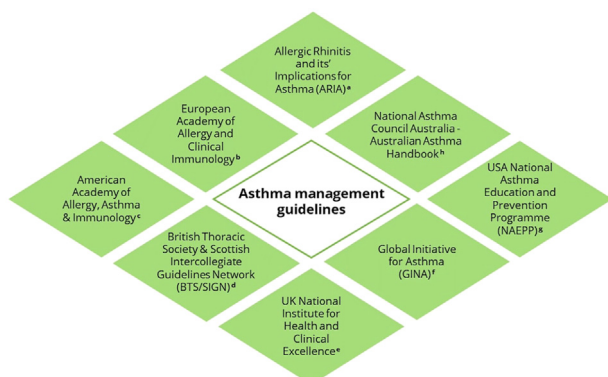 Allergic Rhinitis
and its'
Implications for
Asthma (ARIA)ᵃ
European
Academy of
Allergy and
Clinical
Immunologyᵇ
National Asthma
Council Australia -
Australian Asthma
Handbookʰ
American
Academy of
Allergy, Asthma
& Immunologyᶜ
Asthma management
guidelines
USA National
Asthma
Education and
Prevention
Programme
(NAEPP)ᵍ
British Thoracic
Society & Scottish
Intercollegiate
Guidelines Network
(BTS/SIGN)ᵈ
Global Initiative
for Asthma
(GINA)ᶠ
UK National
Institute for
Health and
Clinical
Excellenceᵉ